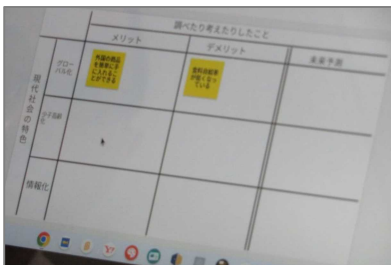 調べたり考えたりしたこと
メリット
デメリット
未来予測
現代社会の特色
グロー
バル化
外国の商品
を簡単に手
に入れるこ
とができる
食料自給率
が低くなっ
ている
少子高齢
化
情報化